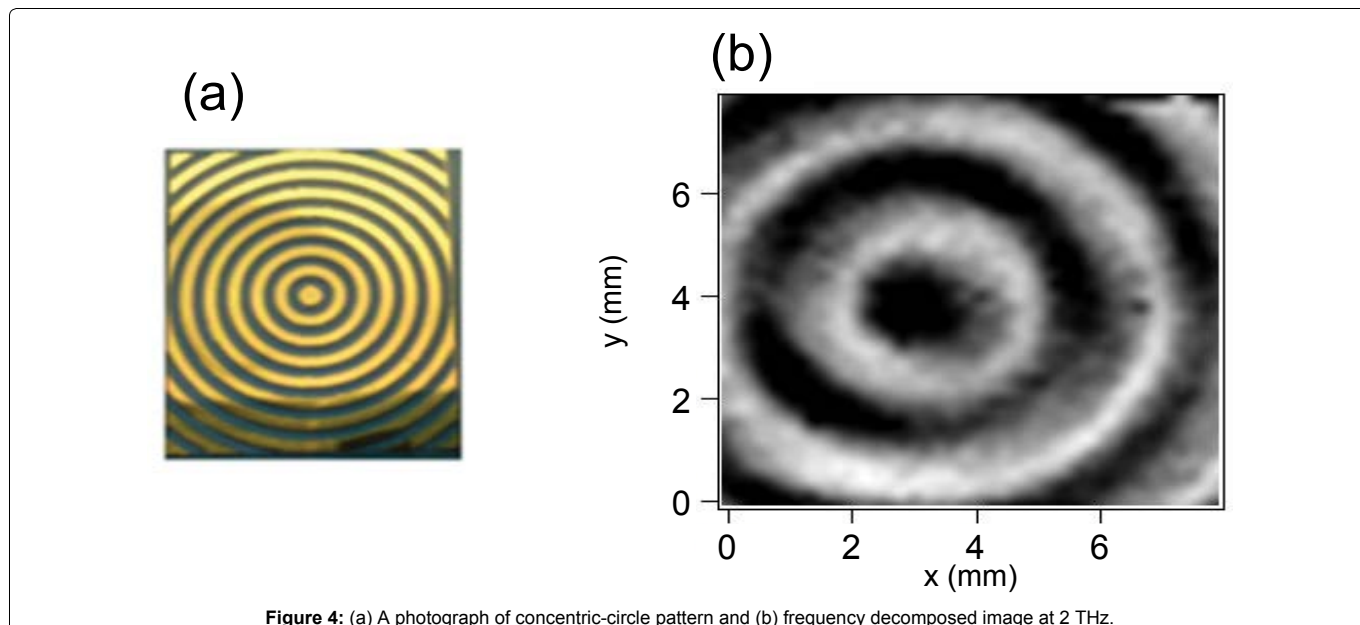 (a)
(b)
6
4
2
0
y (mm)
0 2 4 6
x (mm)
Figure 4: (a) A photograph of concentric-circle pattern and (b) frequency decomposed image at 2 THz.